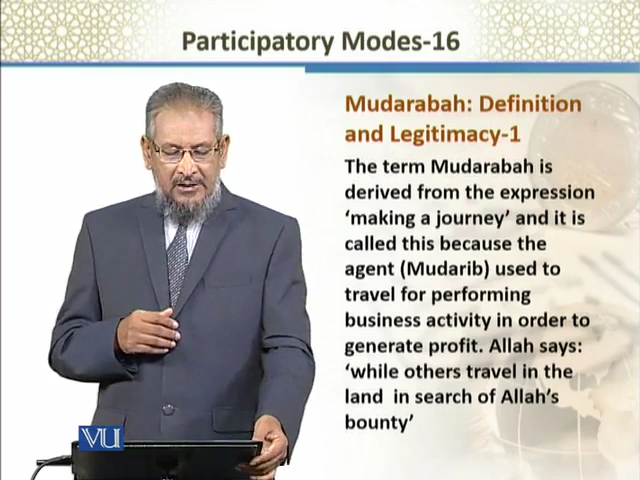 Participatory Modes-16
Mudarabah: Definition
and Legitimacy-1
The term Mudarabah is
derived from the expression
‘making a journey’ and it is
called this because the
agent (Mudarib) used to
travel for performing
business activity in order to
generate profit. Allah says:
‘while others travel in the
land in search of Allah’s
bounty’
VU